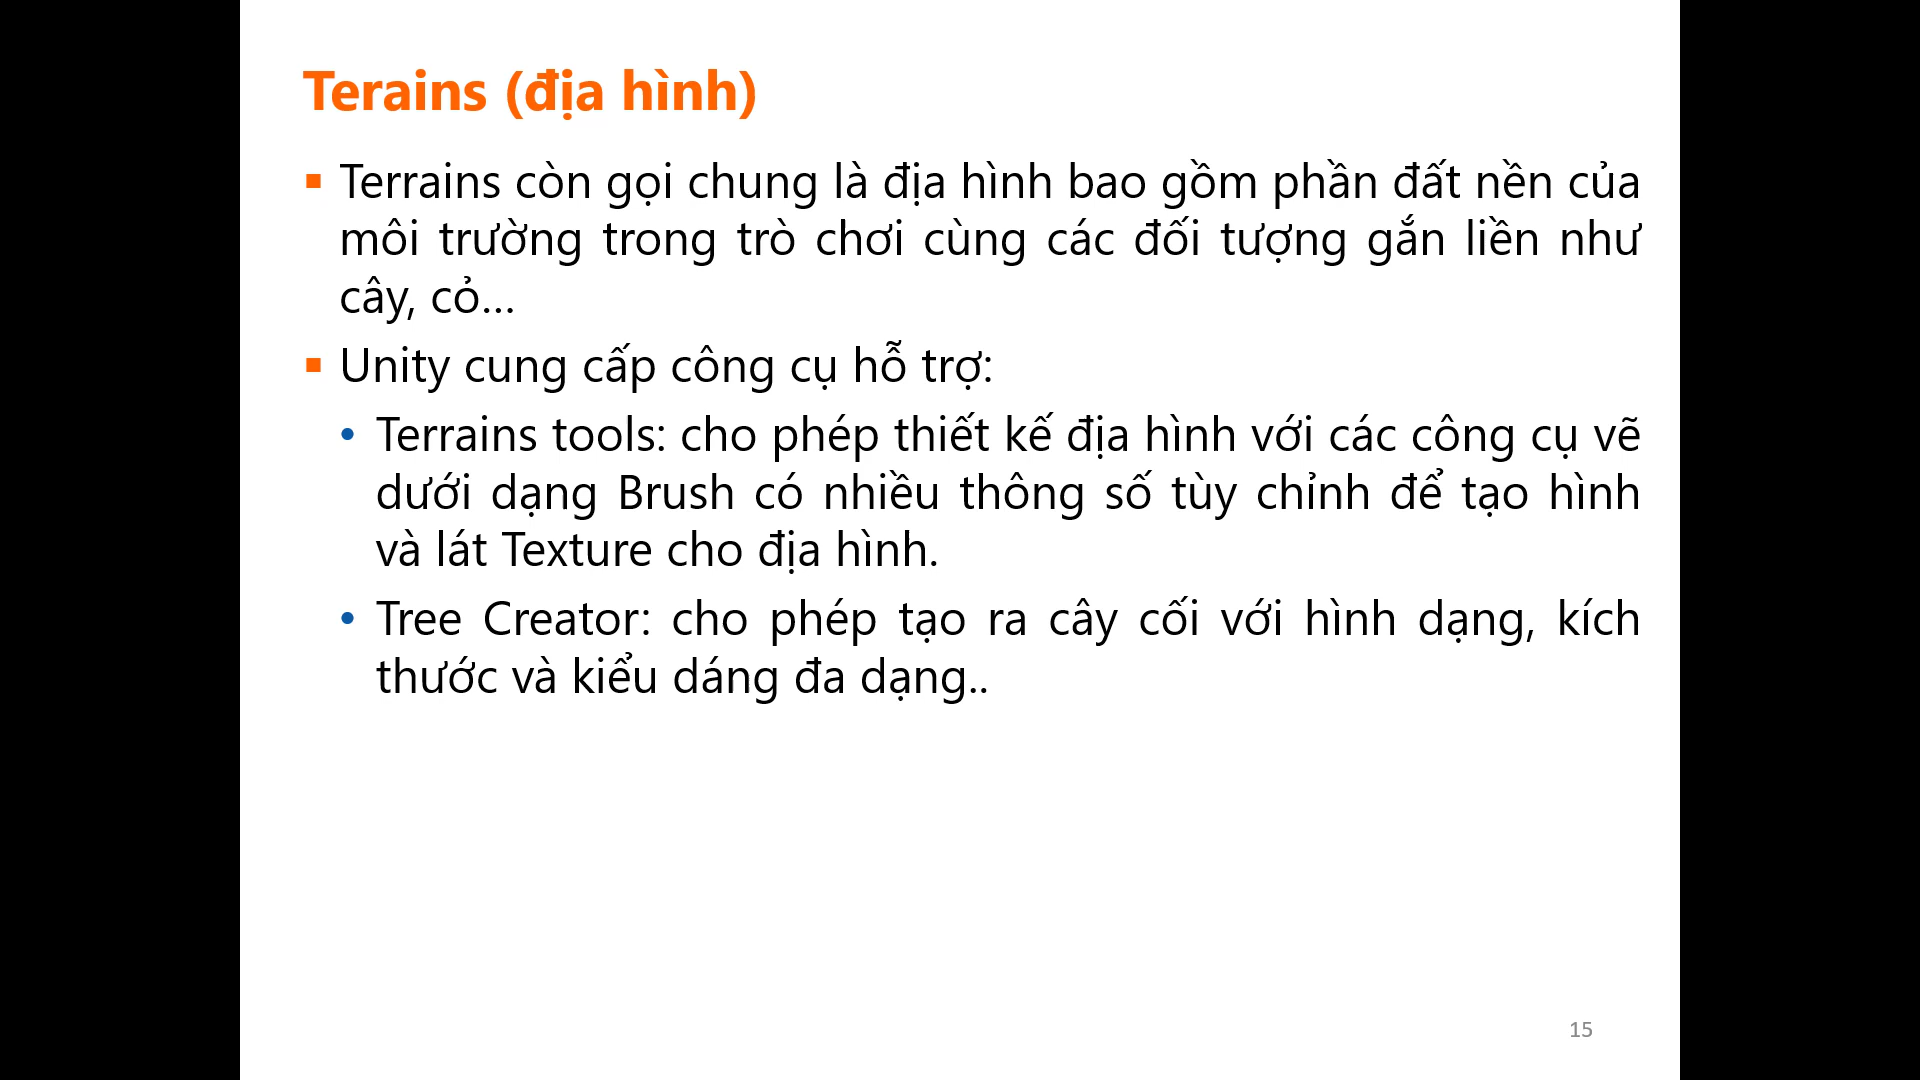 Terains (địa hình)
▪ Terrains còn gọi chung là địa hình bao gồm phần đất nền của
môi trường trong trò chơi cùng các đối tượng gắn liền như
cây, cỏ...
▪ Unity cung cấp công cụ hỗ trợ:
• Terrains tools: cho phép thiết kế địa hình với các công cụ vẽ
dưới dạng Brush có nhiều thông số tùy chỉnh để tạo hình
và lát Texture cho địa hình.
• Tree Creator: cho phép tạo ra cây cối với hình dạng, kích
thước và kiểu dáng đa dạng..
15